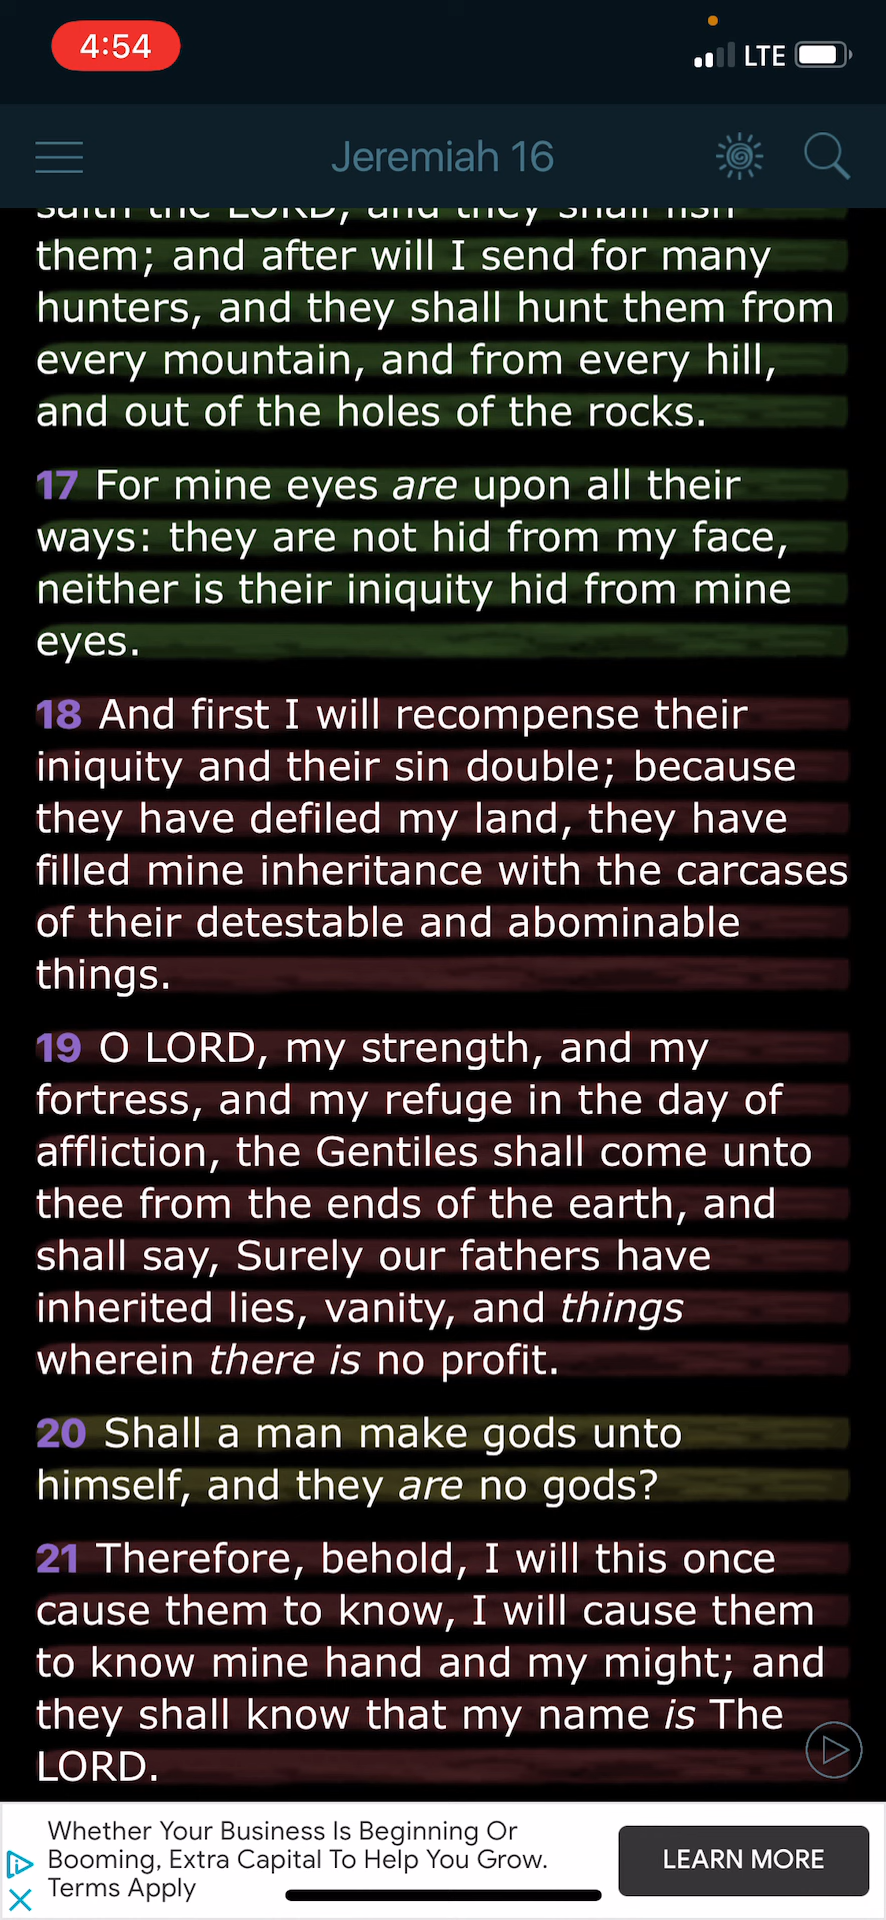 4:54
LTE
Jeremiah 16
saith the LORD, and they shall fish
them; and after will I send for many
hunters, and they shall hunt them from
every mountain, and from every hill,
and out of the holes of the rocks.
17 For mine eyes are upon all their
ways: they are not hid from my face,
neither is their iniquity hid from mine
eyes.
18 And first I will recompense their
iniquity and their sin double; because
they have defiled my land, they have
filled mine inheritance with the carcases
of their detestable and abominable
things.
19 O LORD, my strength, and my
fortress, and my refuge in the day of
affliction, the Gentiles shall come unto
thee from the ends of the earth, and
shall say, Surely our fathers have
inherited lies, vanity, and things
wherein there is no profit.
20 Shall a man make gods unto
himself, and they are no gods?
21 Therefore, behold, I will this once
cause them to know, I will cause them
to know mine hand and my might; and
they shall know that my name is The
LORD.
Whether Your Business Is Beginning Or
Booming, Extra Capital To Help You Grow.
Terms Apply
LEARN MORE